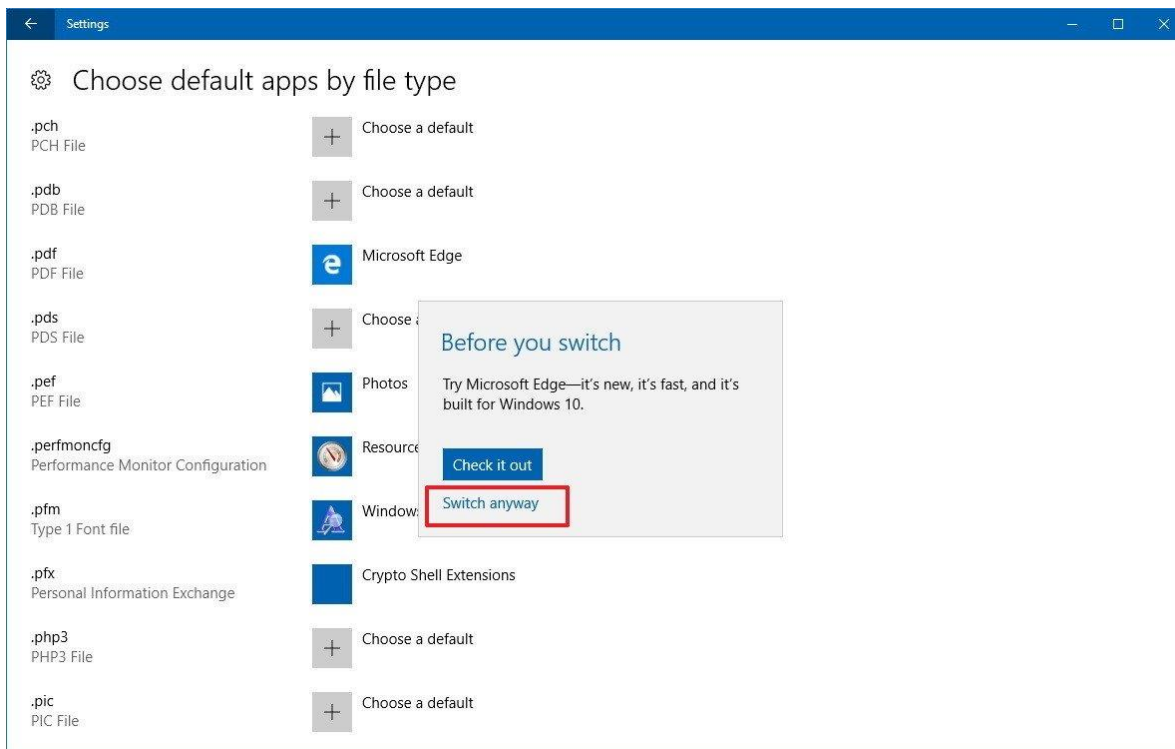 Settings
Choose default apps by file type
.pch
PCH File
Choose a default
.pdb
PDB File
Choose a default
.pdf
PDF File
Microsoft Edge
.pds
PDS File
Choose
.pef
PEF File
Photos
.perfmoncfg
Performance Monitor Configuration
Resource
.pfm
Type 1 Font file
Window
.pfx
Personal Information Exchange
Crypto Shell Extensions
.php3
PHP3 File
Choose a default
.pic
PIC File
Choose a default
Before you switch
Try Microsoft Edge—it's new, it's fast, and it's
built for Windows 10.
Check it out
Switch anyway